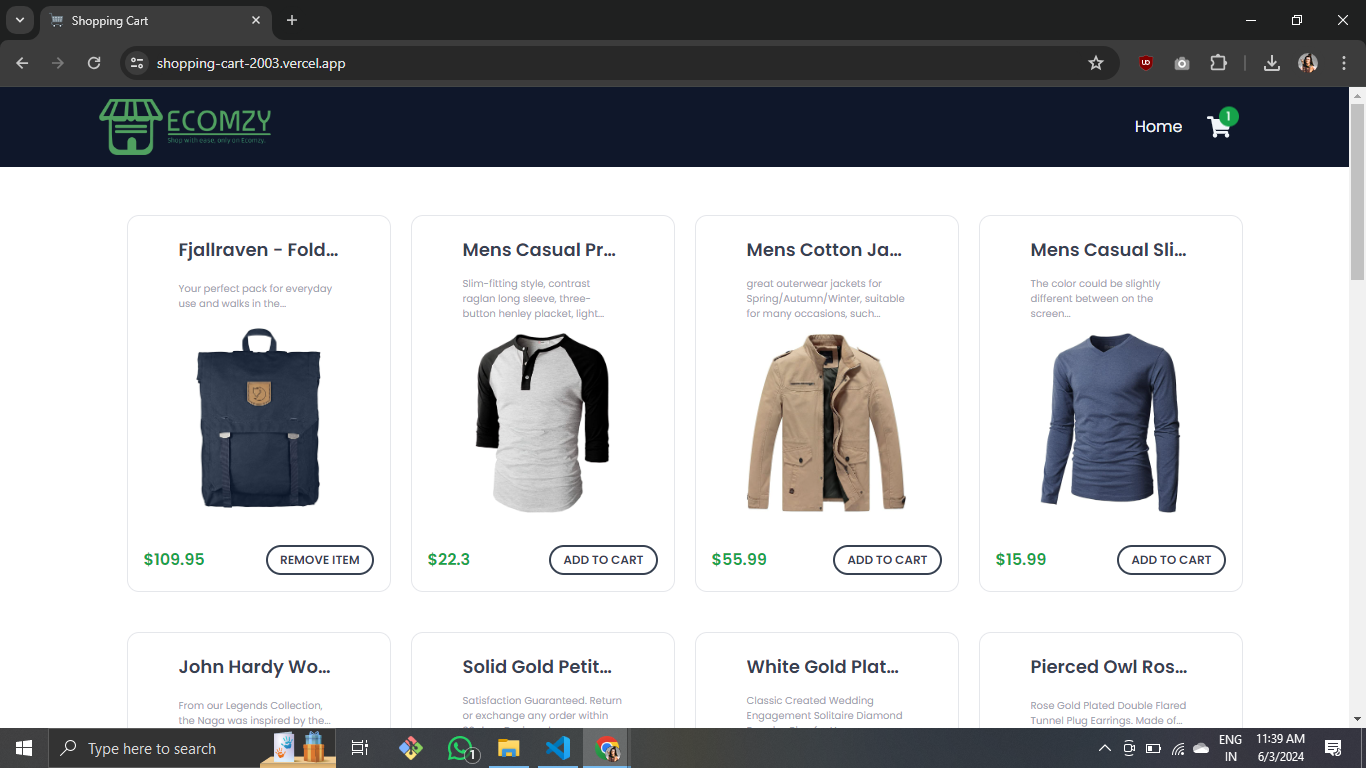 Shopping Cart
shopping-cart-2003.vercel.app
ECOMZY
Shop with ease, only on Ecomzy.
Home
1
Fjallraven - Fold...
Your perfect pack for everyday
use and walks in the...
$109.95
REMOVE ITEM
Mens Casual Pr...
Slim-fitting style, contrast
raglan long sleeve, three-
button henley placket, light...
$22.3
ADD TO CART
Mens Cotton Ja...
great outerwear jackets for
Spring/Autumn/Winter, suitable
for many occasions, such...
$55.99
ADD TO CART
Mens Casual Sli...
The color could be slightly
different between on the
screen...
$15.99
ADD TO CART
John Hardy Wo...
From our Legends Collection,
the Naga was inspired by the...
Solid Gold Petit...
Satisfaction Guaranteed. Return
or exchange any order within
White Gold Plat...
Classic Created Wedding
Engagement Solitaire Diamond
Pierced Owl Ros...
Rose Gold Plated Double Flared
Tunnel Plug Earrings. Made of...
Type here to search
1
ENG
IN
11:39 AM
6/3/2024